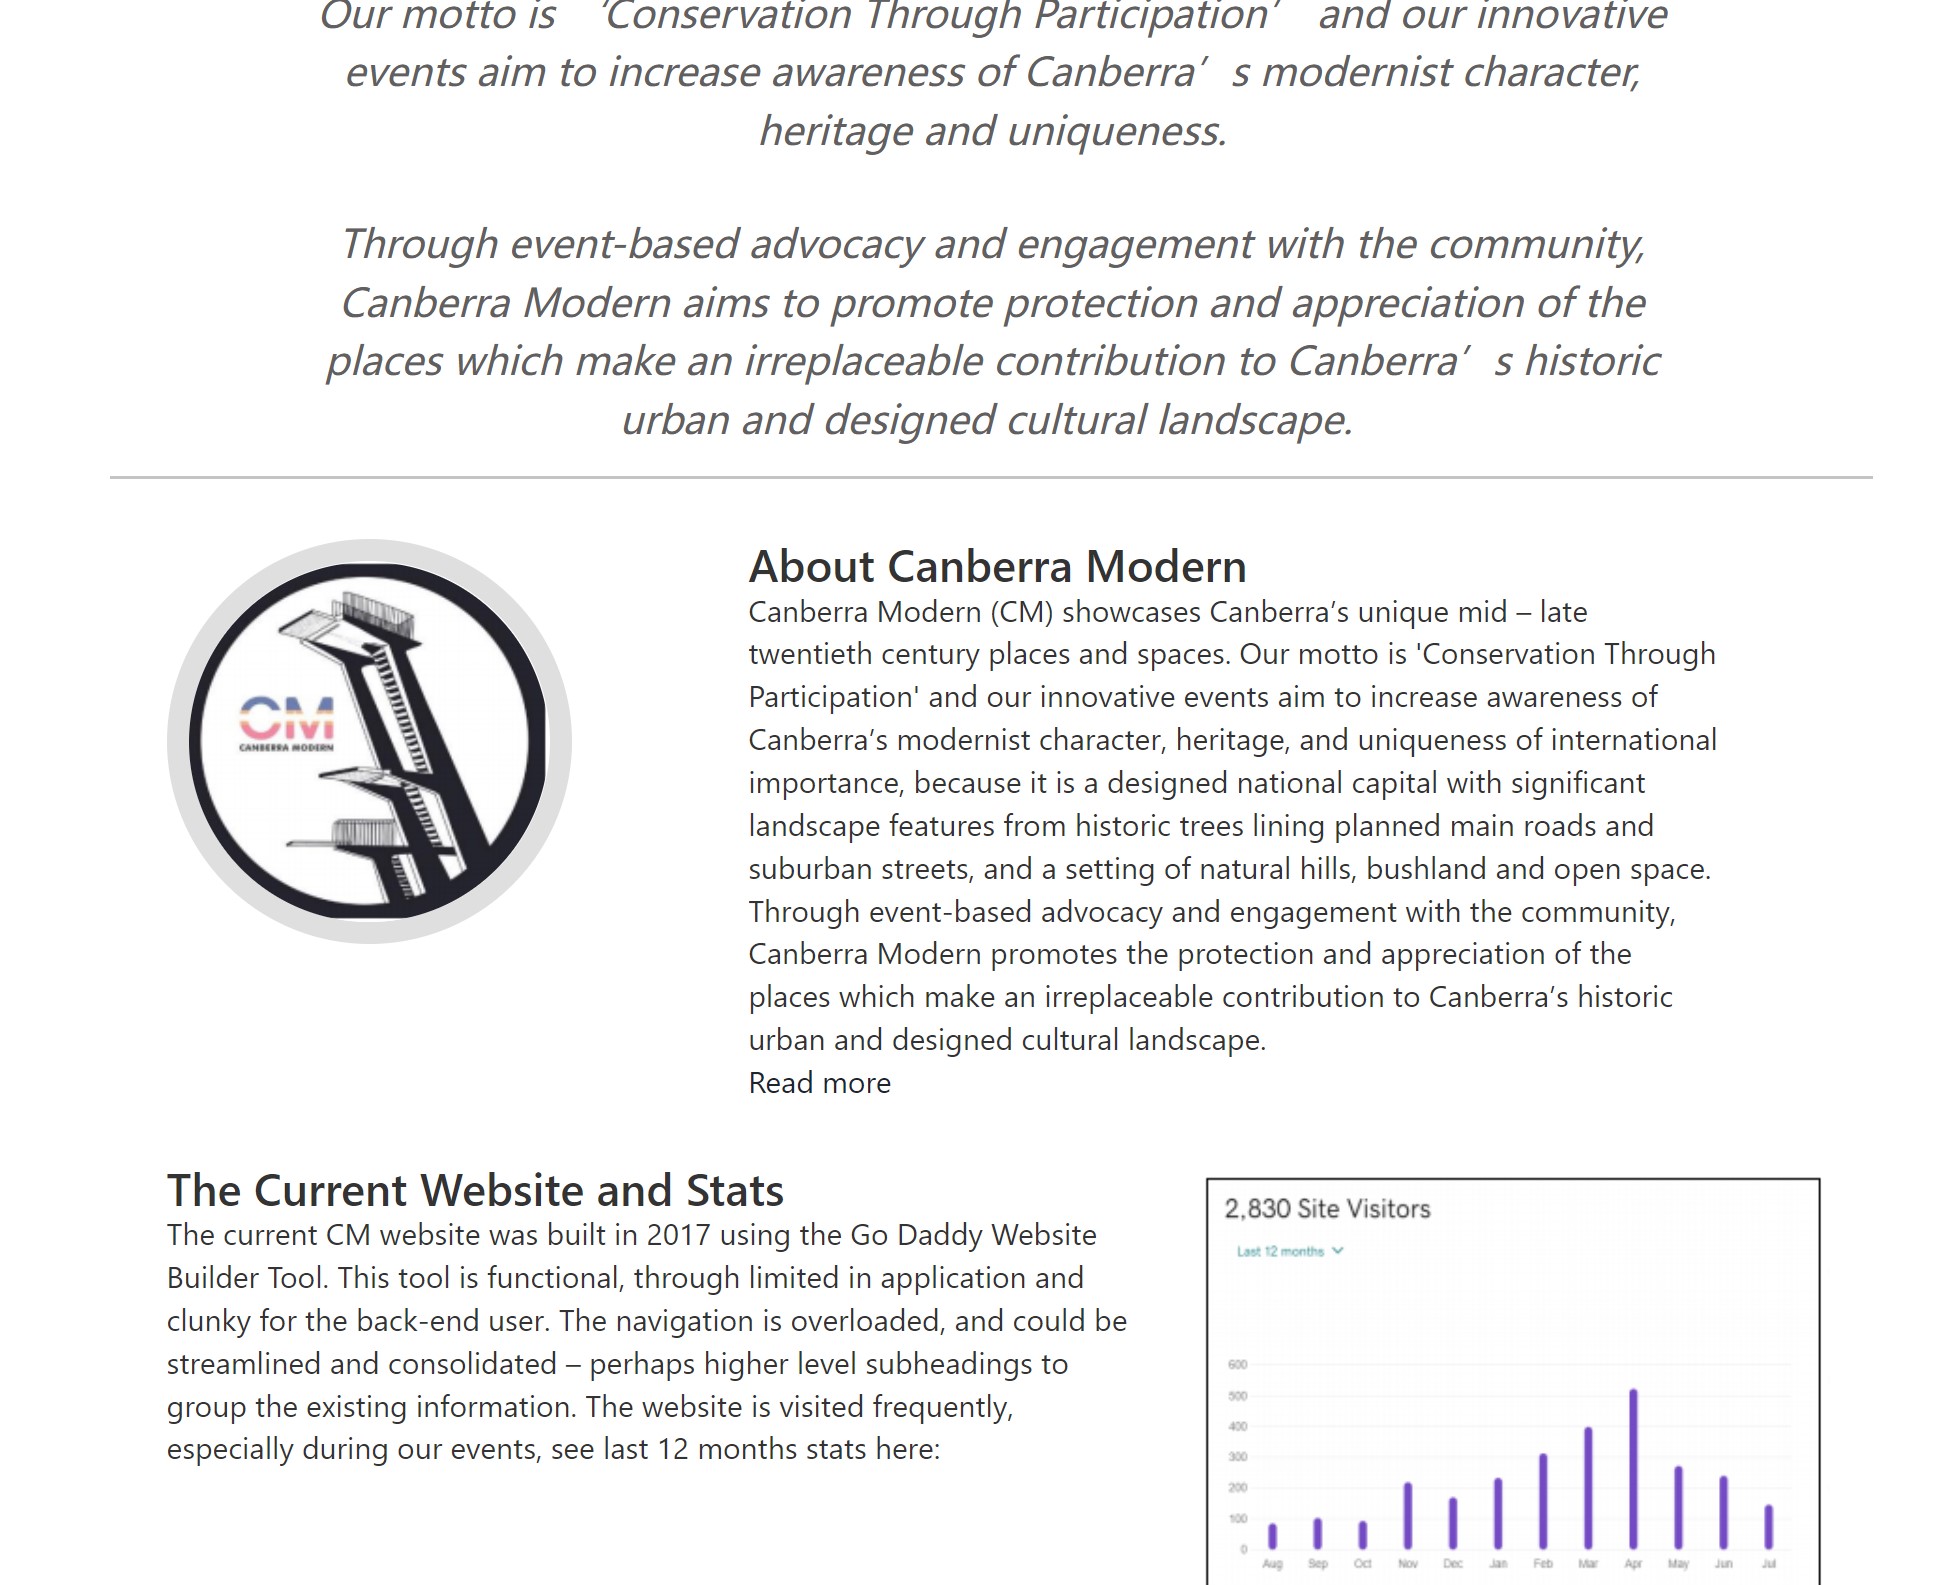 Our motto is ‘Conservation Through Participation’ and our innovative
events aim to increase awareness of Canberra’s modernist character,
heritage and uniqueness.
Through event-based advocacy and engagement with the community,
Canberra Modern aims to promote protection and appreciation of the
places which make an irreplaceable contribution to Canberra’s historic
urban and designed cultural landscape.
CM
CANBERRA MODERN
About Canberra Modern
Canberra Modern (CM) showcases Canberra’s unique mid – late
twentieth century places and spaces. Our motto is 'Conservation Through
Participation' and our innovative events aim to increase awareness of
Canberra’s modernist character, heritage, and uniqueness of international
importance, because it is a designed national capital with significant
landscape features from historic trees lining planned main roads and
suburban streets, and a setting of natural hills, bushland and open space.
Through event-based advocacy and engagement with the community,
Canberra Modern promotes the protection and appreciation of the
places which make an irreplaceable contribution to Canberra’s historic
urban and designed cultural landscape.
Read more
The Current Website and Stats
The current CM website was built in 2017 using the Go Daddy Website
Builder Tool. This tool is functional, through limited in application and
clunky for the back-end user. The navigation is overloaded, and could be
streamlined and consolidated – perhaps higher level subheadings to
group the existing information. The website is visited frequently,
especially during our events, see last 12 months stats here:
2,830 Site Visitors
Last 12 months
600
500
400
300
200
100
0
Aug Sep Oct Nov Dec Jan Feb Mar Apr May Jun Jul